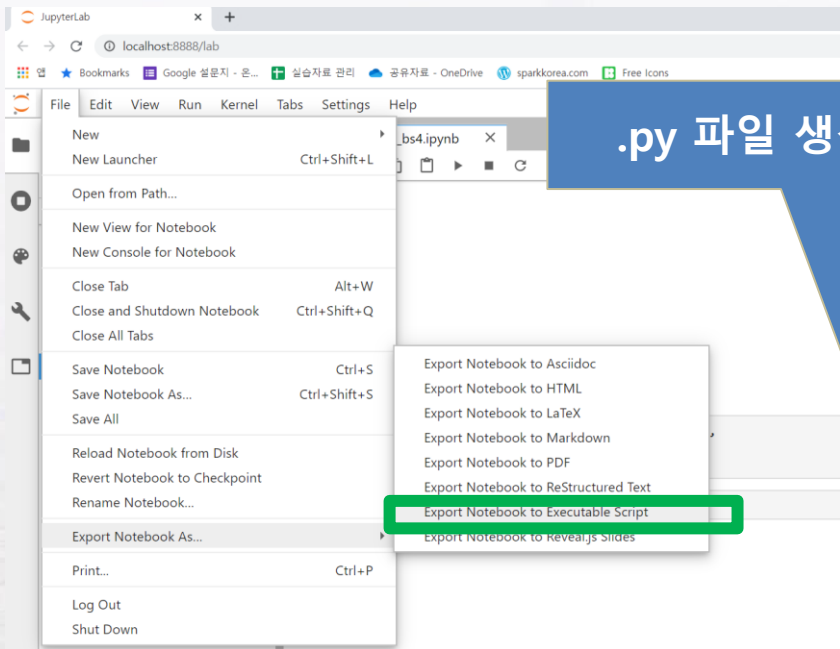 JupyterLab
localhost:8888/lab
앱 Bookmarks Google 설문지 - 온... 실습자료 관리 공유자료 - OneDrive sparkkorea.com Free Icons
File Edit View Run Kernel Tabs Settings Help
_bs4.ipynb
.py 파일 생
New
New Launcher Ctrl+Shift+L
Open from Path...
New View for Notebook
New Console for Notebook
Close Tab Alt+W
Close and Shutdown Notebook Ctrl+Shift+Q
Close All Tabs
Save Notebook Ctrl+S
Save Notebook As... Ctrl+Shift+S
Save All
Reload Notebook from Disk
Revert Notebook to Checkpoint
Rename Notebook...
Export Notebook As...
Print... Ctrl+P
Log Out
Shut Down
Export Notebook to Asciidoc
Export Notebook to HTML
Export Notebook to LaTeX
Export Notebook to Markdown
Export Notebook to PDF
Export Notebook to ReStructured Text
Export Notebook to Executable Script
Export Notebook to Reveal.js Slides